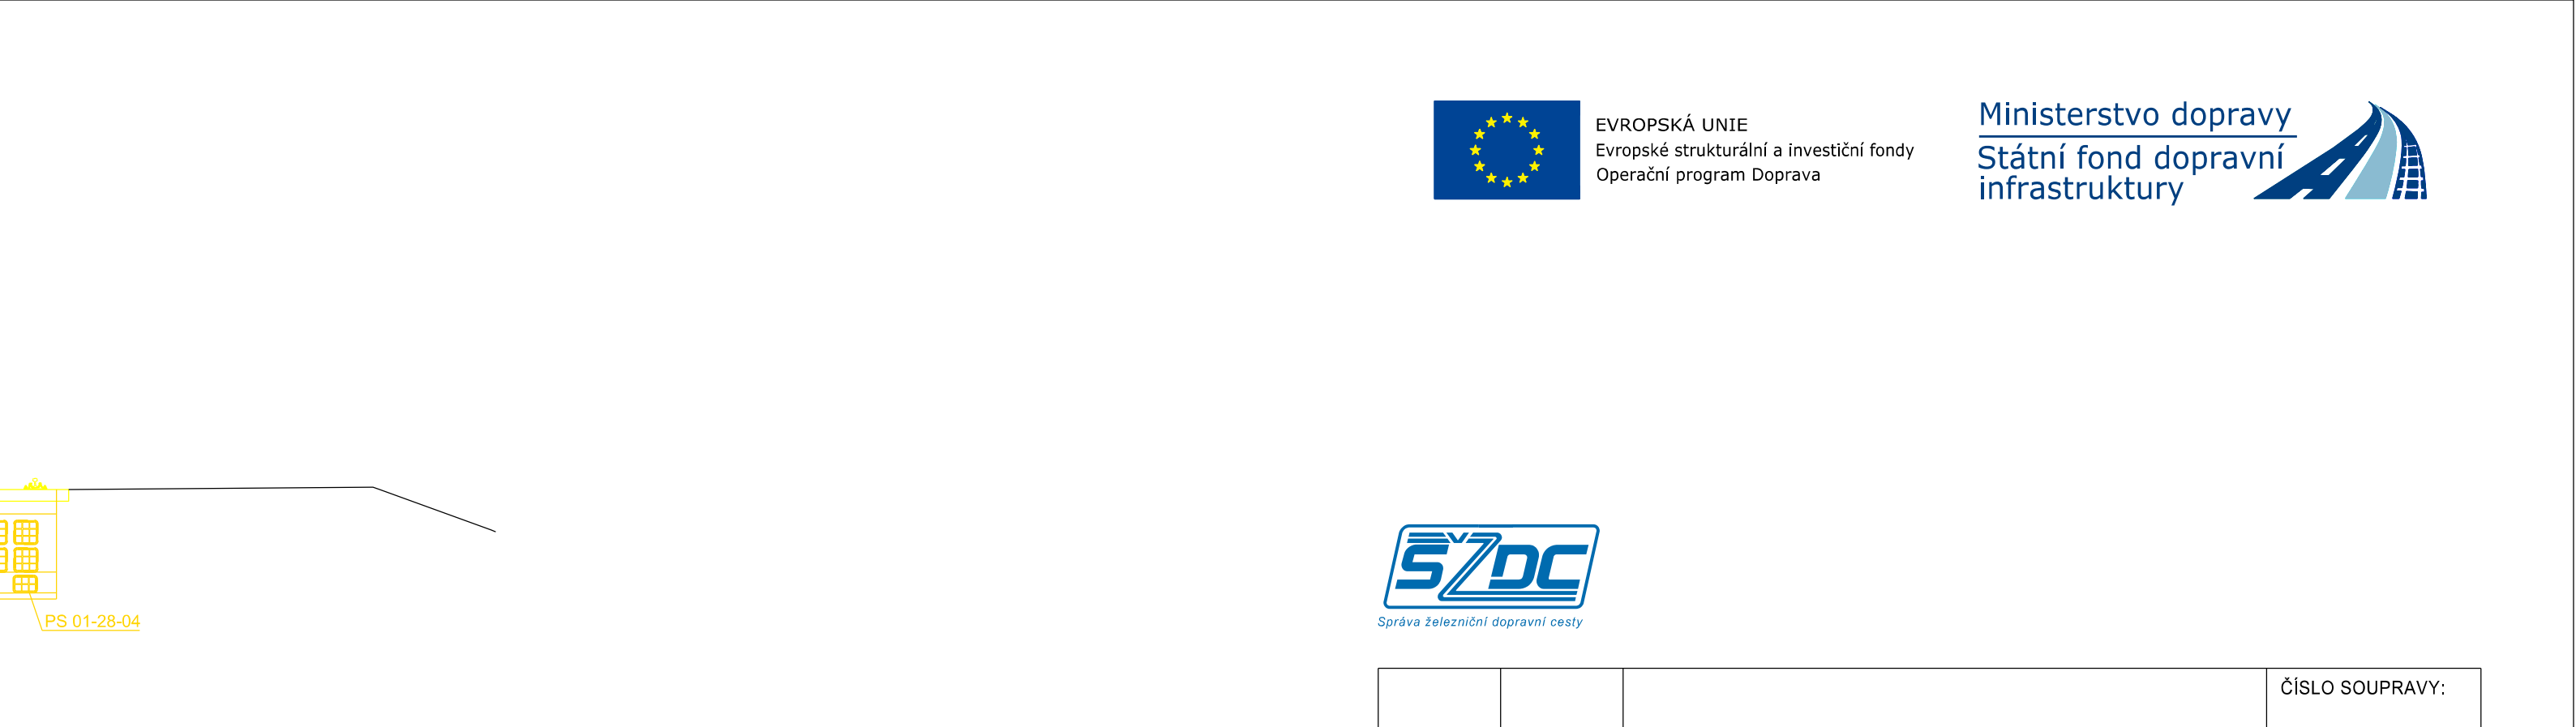 EVROPSKÁ UNIE
Evropské strukturální a investiční fondy
Operační program Doprava
Ministerstvo dopravy
Státní fond dopravní
infrastruktury
SŽDC
Správa železniční dopravní cesty
PS 01-28-04
ČÍSLO SOUPRAVY: